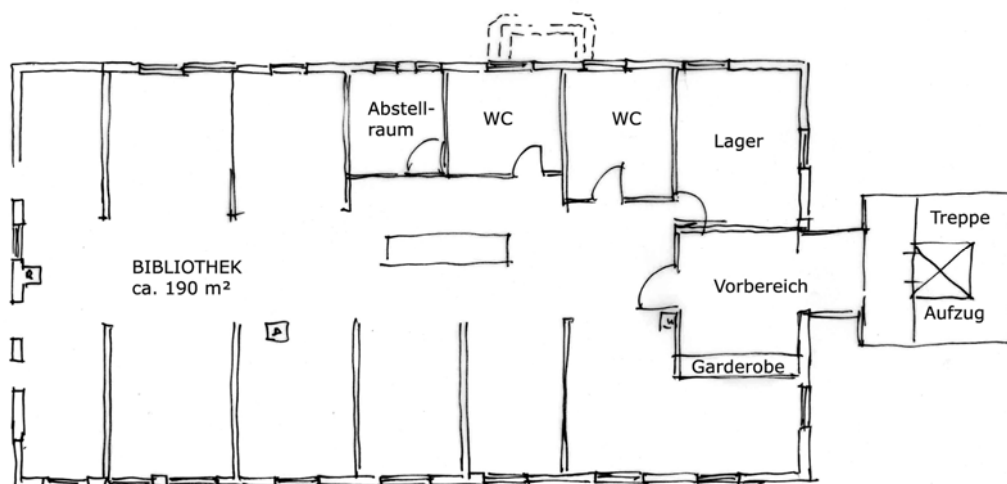 Abstell-
raum
WC
WC
Lager
Treppe
BIBLIOTHEK
ca. 190 m²
Vorbereich
Aufzug
Garderobe